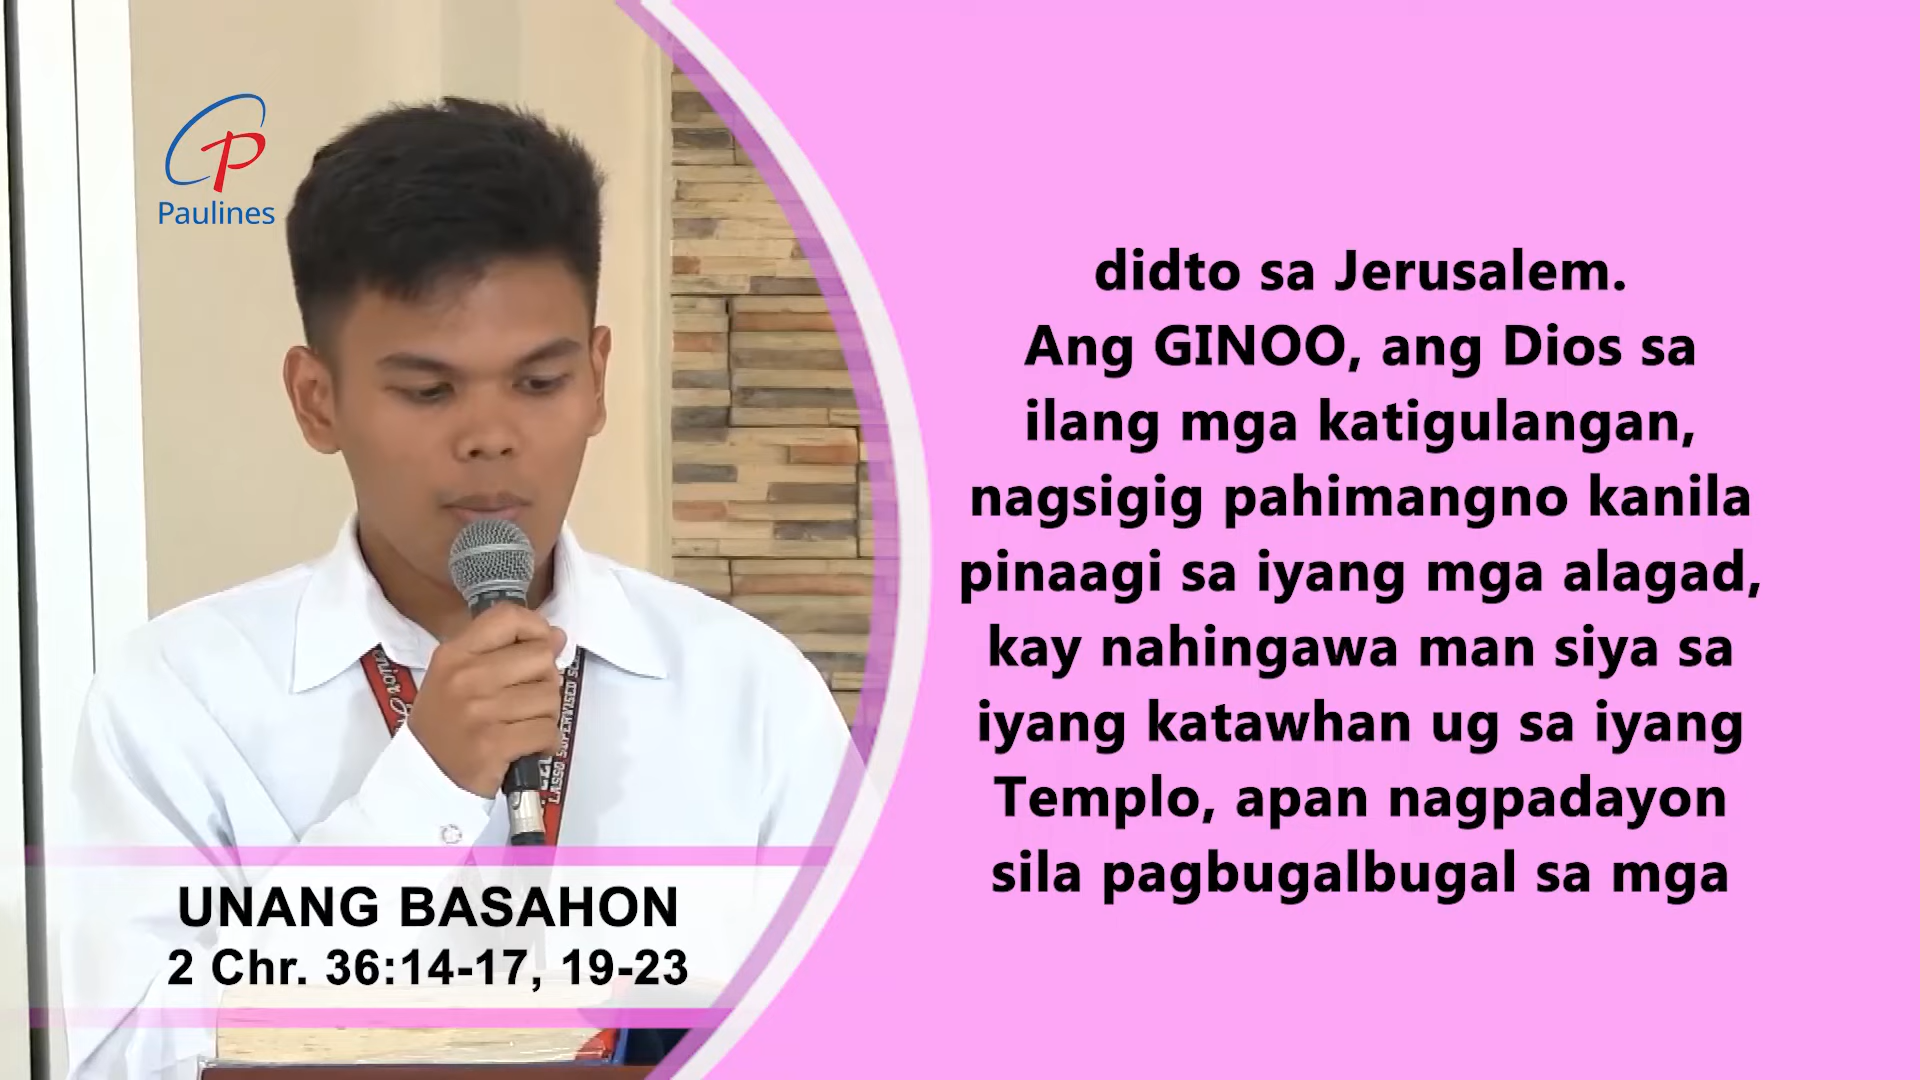 Paulines
UNANG BASAHON
2 Chr. 36:14-17, 19-23
didto sa Jerusalem.
Ang GINOO, ang Dios sa
ilang mga katigulangan,
nagsigig pahimangno kanila
pinaagi sa iyang mga alagad,
kay nahingawa man siya sa
iyang katawhan ug sa iyang
Templo, apan nagpadayon
sila pagbugalbugal sa mga